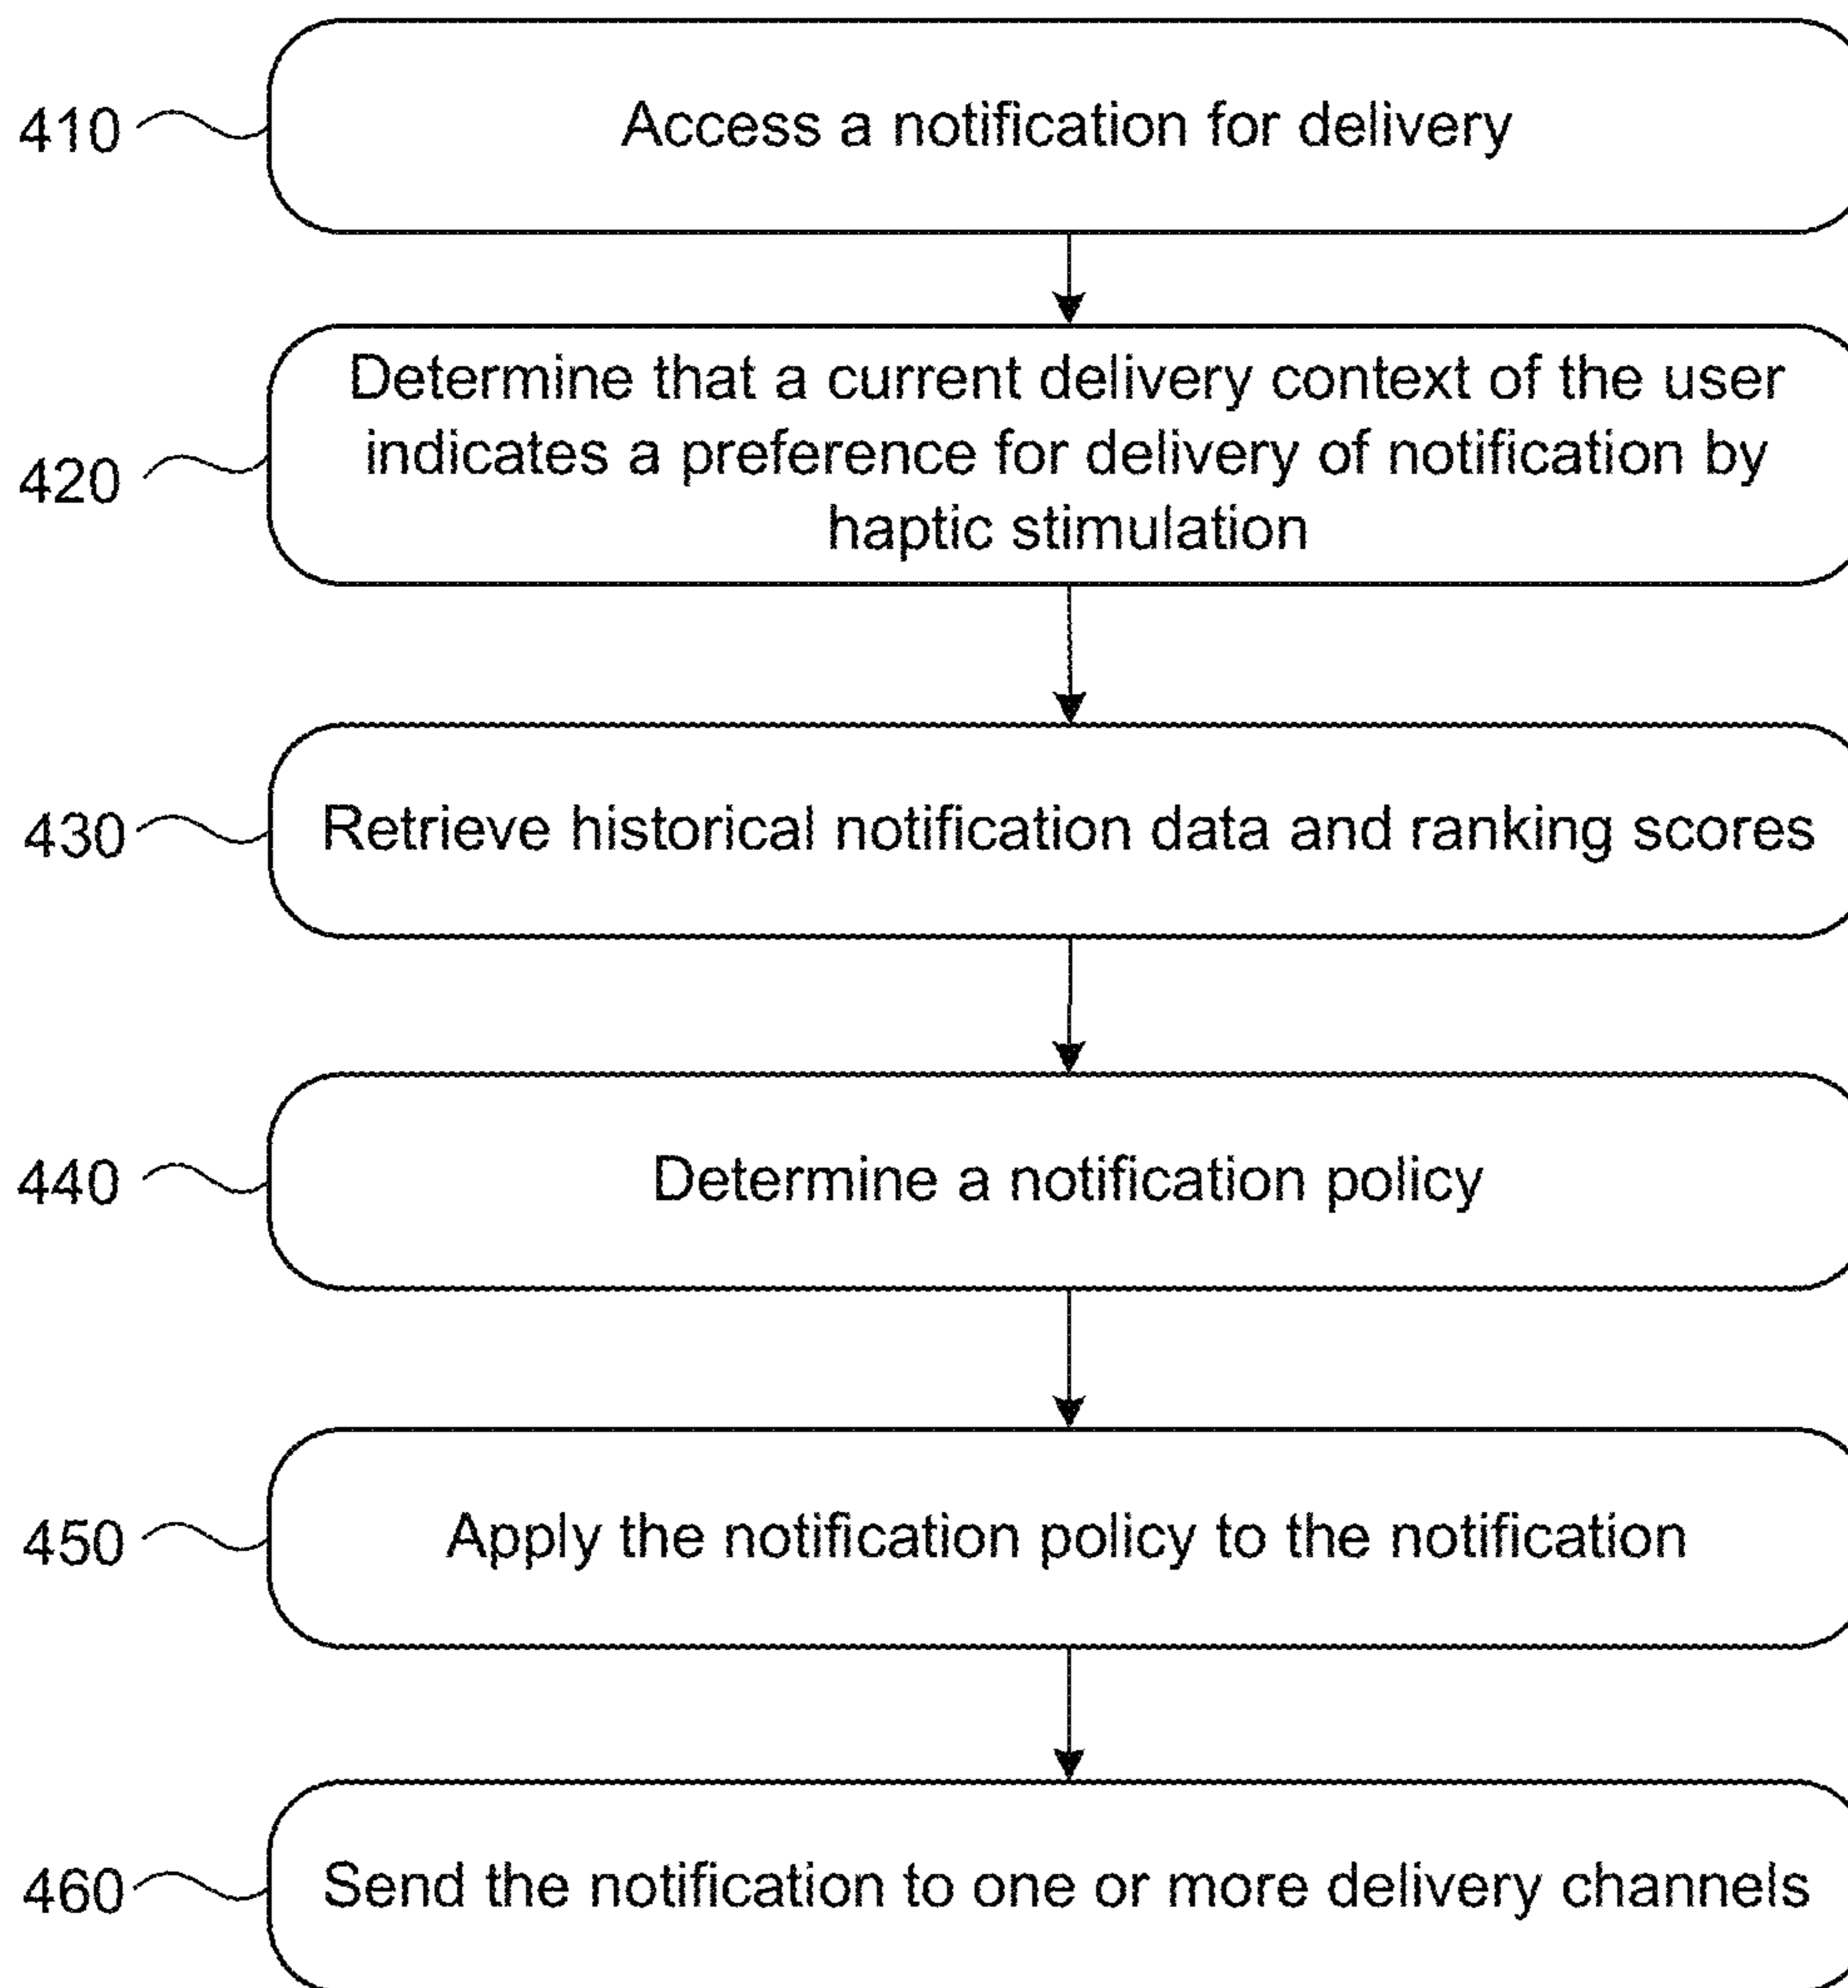 410
Access a notification for delivery
420
Determine that a current delivery context of the user
indicates a preference for delivery of notification by
haptic stimulation
430
Retrieve historical notification data and ranking scores
440
Determine a notification policy
450
Apply the notification policy to the notification
460
Send the notification to one or more delivery channels